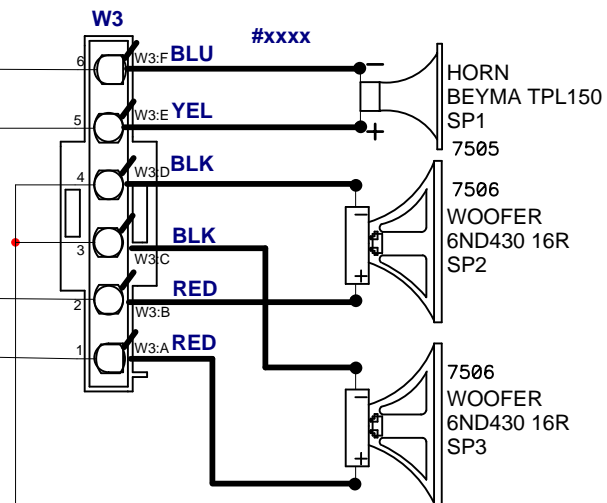 W3
#xxxx
6 W3:F BLU −
HORN
BEYMA TPL150
SP1
5 W3:E YEL +
7505
4 W3:D BLK
7506
WOOFER
6ND430 16R
SP2
−
3 W3:C BLK
+
2 W3:B RED
1 W3:A RED
7506
WOOFER
6ND430 16R
SP3
−
+